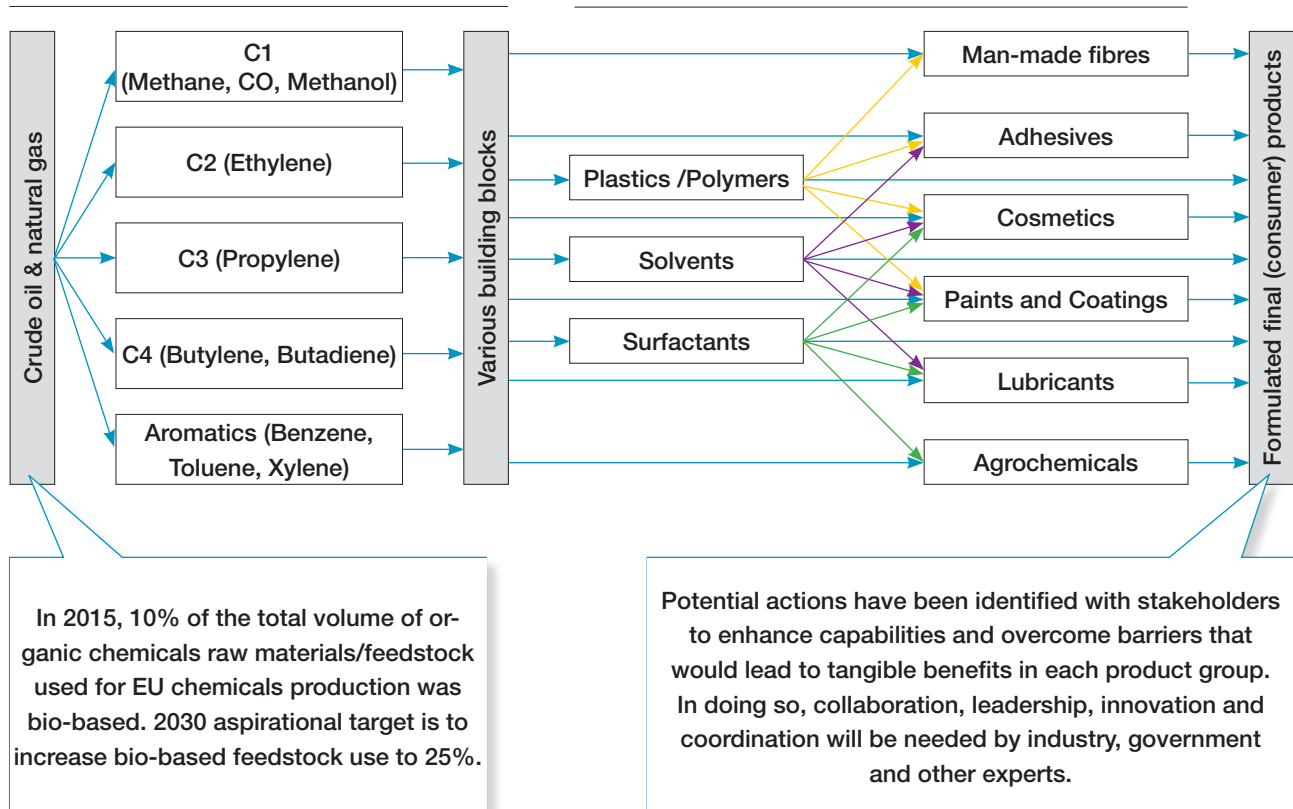 Crude oil & natural gas
C1
(Methane, CO, Methanol)
C2 (Ethylene)
C3 (Propylene)
C4 (Butylene, Butadiene)
Aromatics (Benzene,
Toluene, Xylene)
Various building blocks
Plastics /Polymers
Solvents
Surfactants
Man-made fibres
Adhesives
Cosmetics
Paints and Coatings
Lubricants
Agrochemicals
Formulated final (consumer) products
In 2015, 10% of the total volume of or-
ganic chemicals raw materials/feedstock
used for EU chemicals production was
bio-based. 2030 aspirational target is to
increase bio-based feedstock use to 25%.
Potential actions have been identified with stakeholders
to enhance capabilities and overcome barriers that
would lead to tangible benefits in each product group.
In doing so, collaboration, leadership, innovation and
coordination will be needed by industry, government
and other experts.